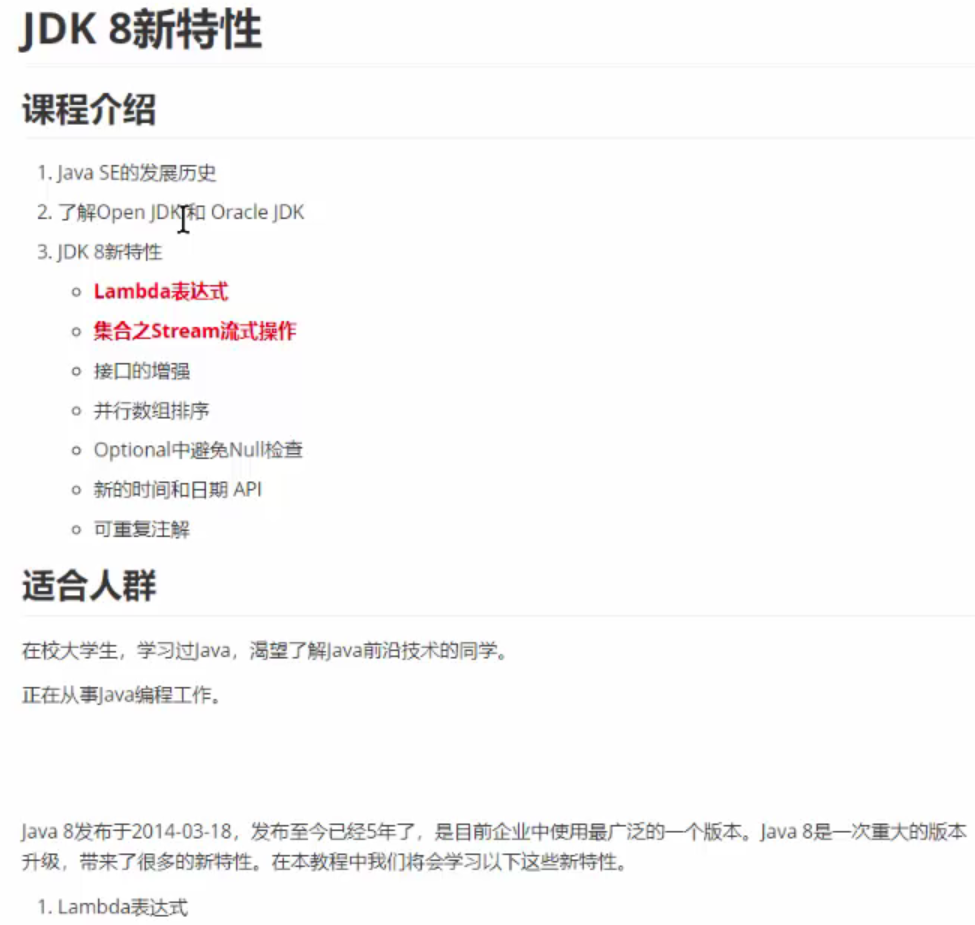 JDK 8新特性
课程介绍
1. Java SE的发展历史
2. 了解Open JDK 和 Oracle JDK
3. JDK 8新特性
Lambda表达式
集合之Stream流式操作
接口的增强
并行数组排序
Optional中避免Null检查
新的时间和日期 API
可重复注解
适合人群
在校大学生，学习过Java，渴望了解Java前沿技术的同学。
正在从事Java编程工作。
Java 8发布于2014-03-18，发布至今已经5年了，是目前企业中使用最广泛的一个版本。Java 8是一次重大的版本
升级，带来了很多的新特性。在本教程中我们将会学习以下这些新特性。
1. Lambda表达式